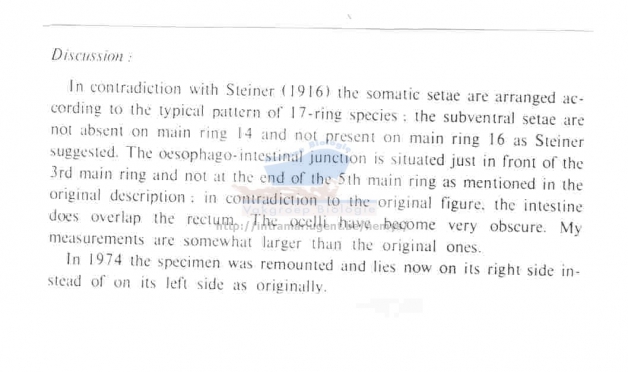 Discussion :
In contradiction with Steiner (1916) the somatic setae are arranged ac-
cording to the typical pattern of 17-ring species ; the subventral setae are
not absent on main ring 14 and not present on main ring 16 as Steiner
suggested. The oesophago-intestinal junction is situated just in front of the
3rd main ring and not at the end of the 5th main ring as mentioned in the
original description ; in contradiction to the original figure, the intestine
does overlap the rectum. The ocelli have become very obscure. My
measurements are somewhat larger than the original ones.
In 1974 the specimen was remounted and lies now on its right side in-
stead of on its left side as originally.
Vakgroep Biologie